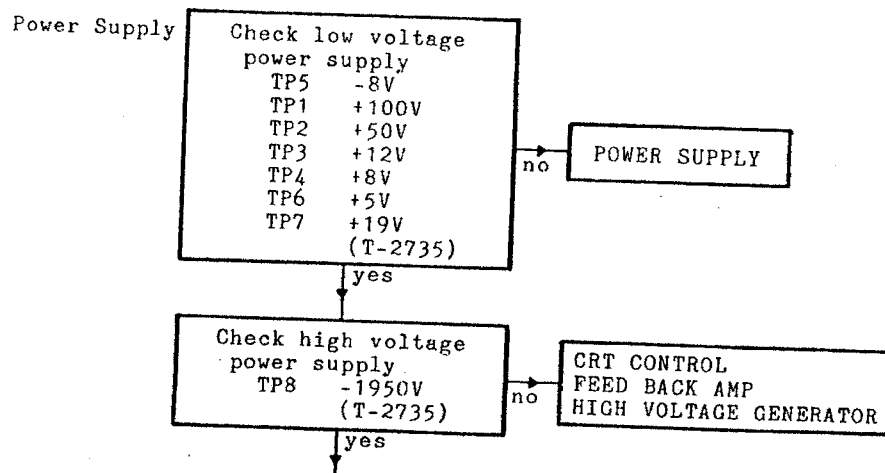 Power Supply
Check low voltage
power supply
TP5 -8V
TP1 +100V
TP2 +50V
TP3 +12V
TP4 +8V
TP6 +5V
TP7 +19V
(T-2735)
no
POWER SUPPLY
yes
Check high voltage
power supply
TP8 -1950V
(T-2735)
no
CRT CONTROL
FEED BACK AMP
HIGH VOLTAGE GENERATOR
yes